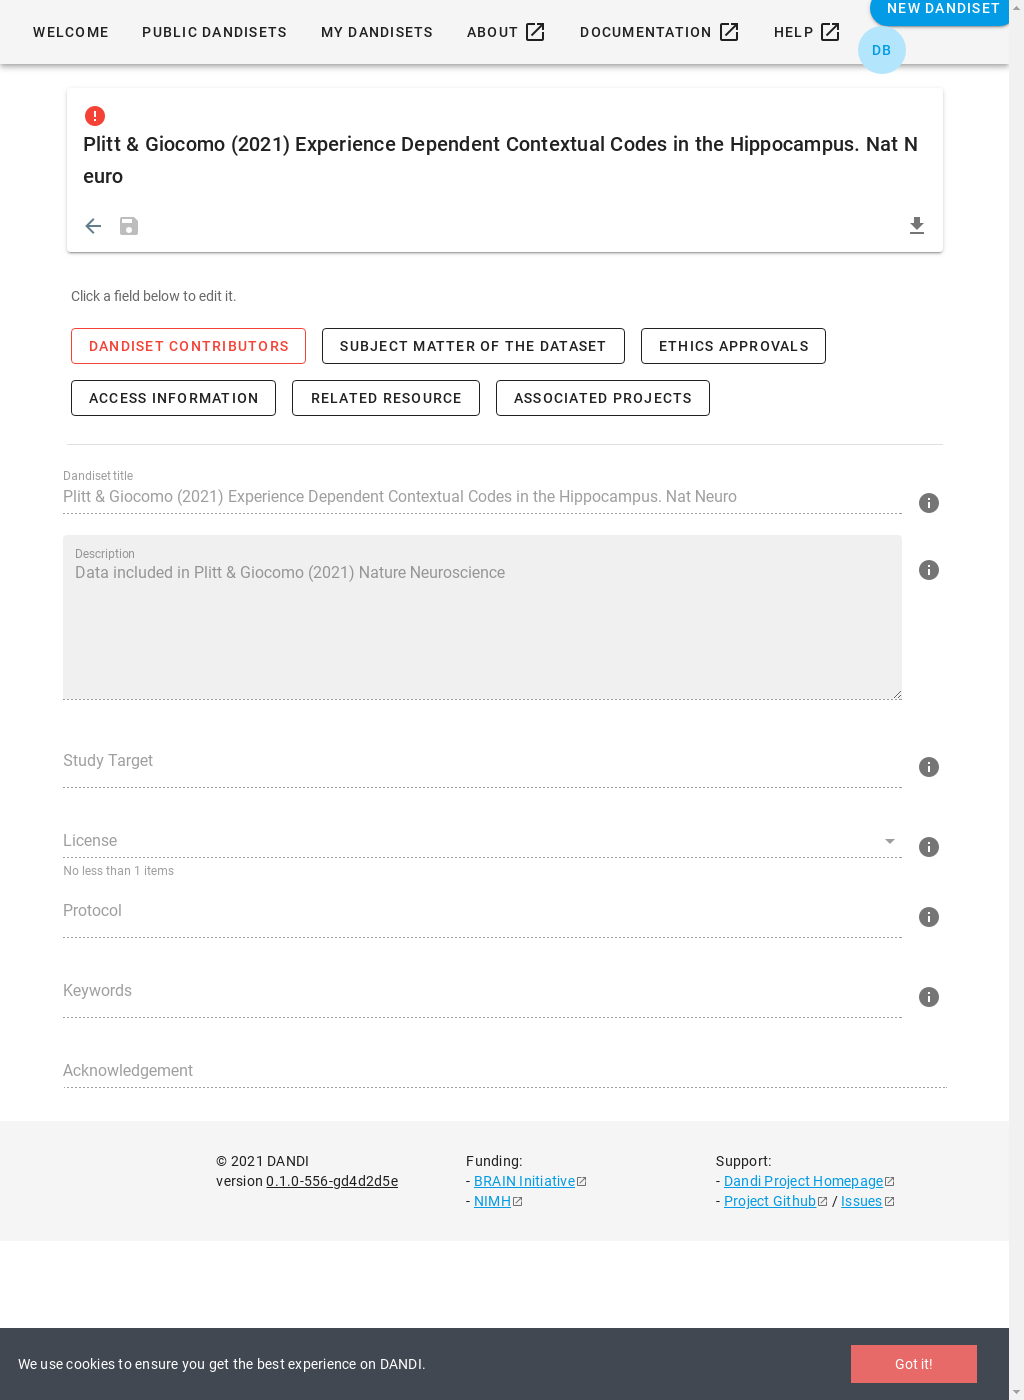 WELCOME PUBLIC DANDISETS MY DANDISETS ABOUT DOCUMENTATION HELP NEW DANDISET
DB
Plitt & Giocomo (2021) Experience Dependent Contextual Codes in the Hippocampus. Nat N
euro
Click a field below to edit it.
DANDISET CONTRIBUTORS SUBJECT MATTER OF THE DATASET ETHICS APPROVALS
ACCESS INFORMATION RELATED RESOURCE ASSOCIATED PROJECTS
Dandiset title
Plitt & Giocomo (2021) Experience Dependent Contextual Codes in the Hippocampus. Nat Neuro
Description
Data included in Plitt & Giocomo (2021) Nature Neuroscience
Study Target
License
No less than 1 items
Protocol
Keywords
Acknowledgement
© 2021 DANDI
version 0.1.0-556-gd4d2d5e
Funding:
- BRAIN Initiative
- NIMH
Support:
- Dandi Project Homepage
- Project Github / Issues
We use cookies to ensure you get the best experience on DANDI.
Got it!